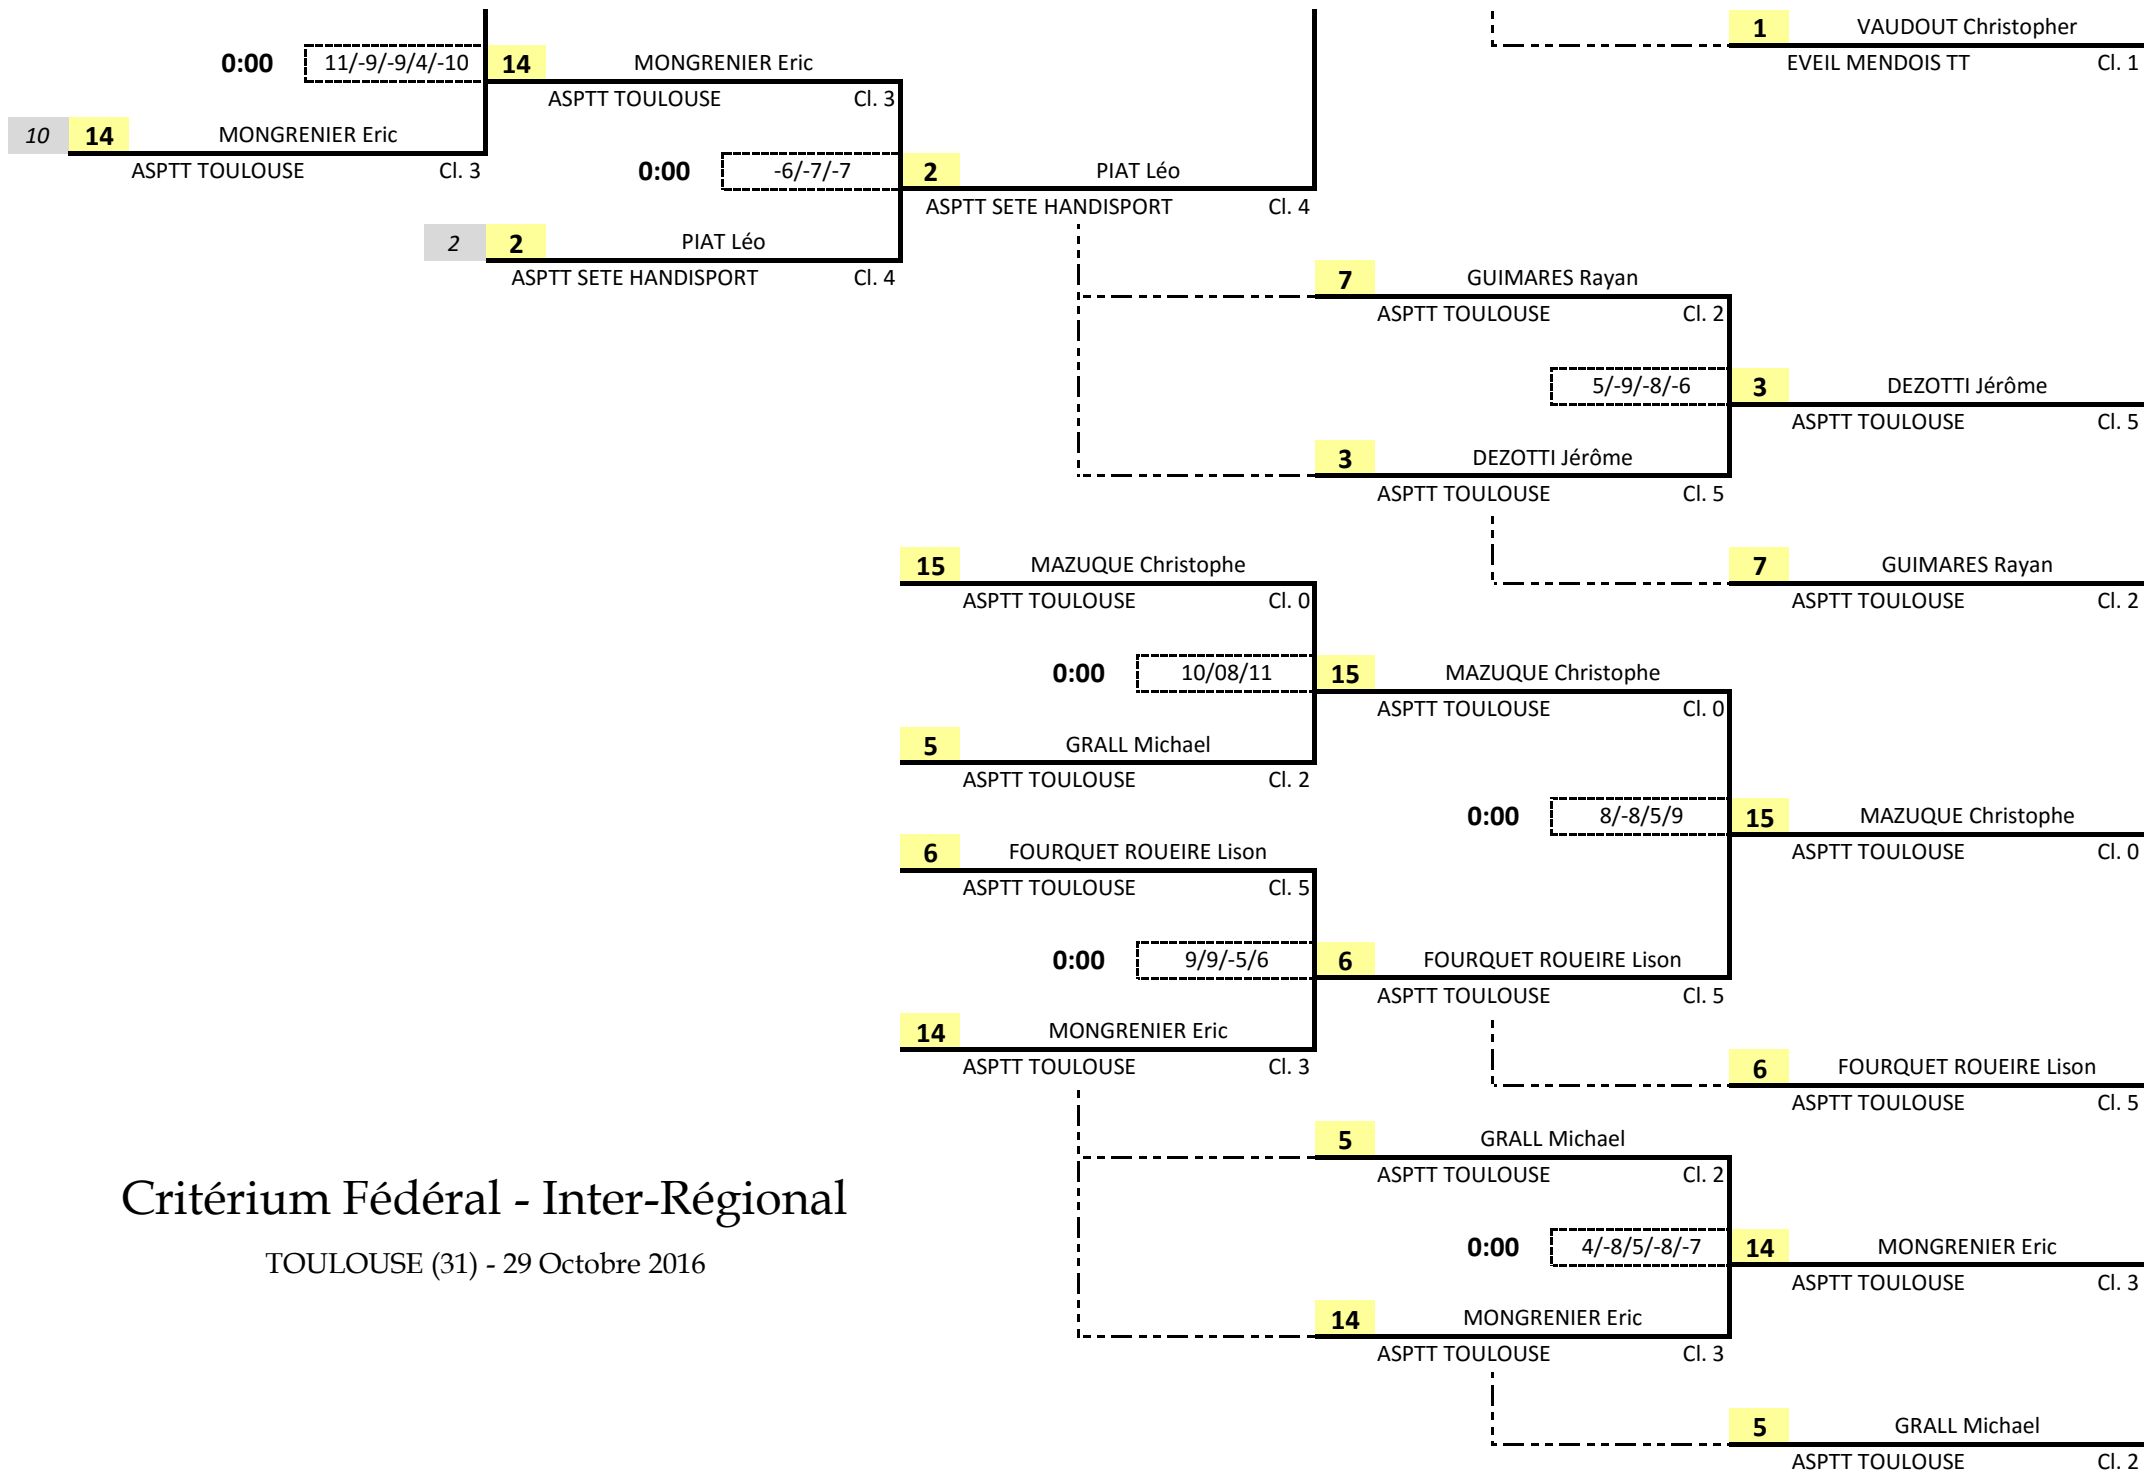 1 VAUDOUT Christopher
0:00 11/-9/-9/4/-10 14 MONGRENIER Eric EVEIL MENDOIS TT Cl. 1
ASPTT TOULOUSE Cl. 3
10 14 MONGRENIER Eric
ASPTT TOULOUSE Cl. 3 0:00 -6/-7/-7 2 PIAT Léo
ASPTT SETE HANDISPORT Cl. 4
2 2 PIAT Léo
ASPTT SETE HANDISPORT Cl. 4 7 GUIMARES Rayan
ASPTT TOULOUSE Cl. 2
5/-9/-8/-6 3 DEZOTTI Jérôme
ASPTT TOULOUSE Cl. 5
3 DEZOTTI Jérôme
ASPTT TOULOUSE Cl. 5
15 MAZUQUE Christophe 7 GUIMARES Rayan
ASPTT TOULOUSE Cl. 0 ASPTT TOULOUSE Cl. 2
0:00 10/08/11 15 MAZUQUE Christophe
ASPTT TOULOUSE Cl. 0
5 GRALL Michael
ASPTT TOULOUSE Cl. 2
0:00 8/-8/5/9 15 MAZUQUE Christophe
6 FOURQUET ROUEIRE Lison ASPTT TOULOUSE Cl. 0
ASPTT TOULOUSE Cl. 5
0:00 9/9/-5/6 6 FOURQUET ROUEIRE Lison
ASPTT TOULOUSE Cl. 5
14 MONGRENIER Eric
ASPTT TOULOUSE Cl. 3 6 FOURQUET ROUEIRE Lison
ASPTT TOULOUSE Cl. 5
5 GRALL Michael
ASPTT TOULOUSE Cl. 2
Critérium Fédéral - Inter-Régional
0:00 4/-8/5/-8/-7 14 MONGRENIER Eric
TOULOUSE (31) - 29 Octobre 2016
ASPTT TOULOUSE Cl. 3
14 MONGRENIER Eric
ASPTT TOULOUSE Cl. 3
5 GRALL Michael
ASPTT TOULOUSE Cl. 2